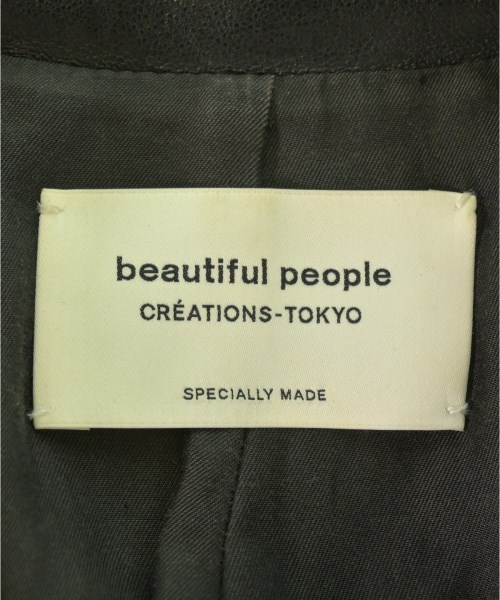 beautiful people
CRÉATIONS-TOKYO
SPECIALLY MADE